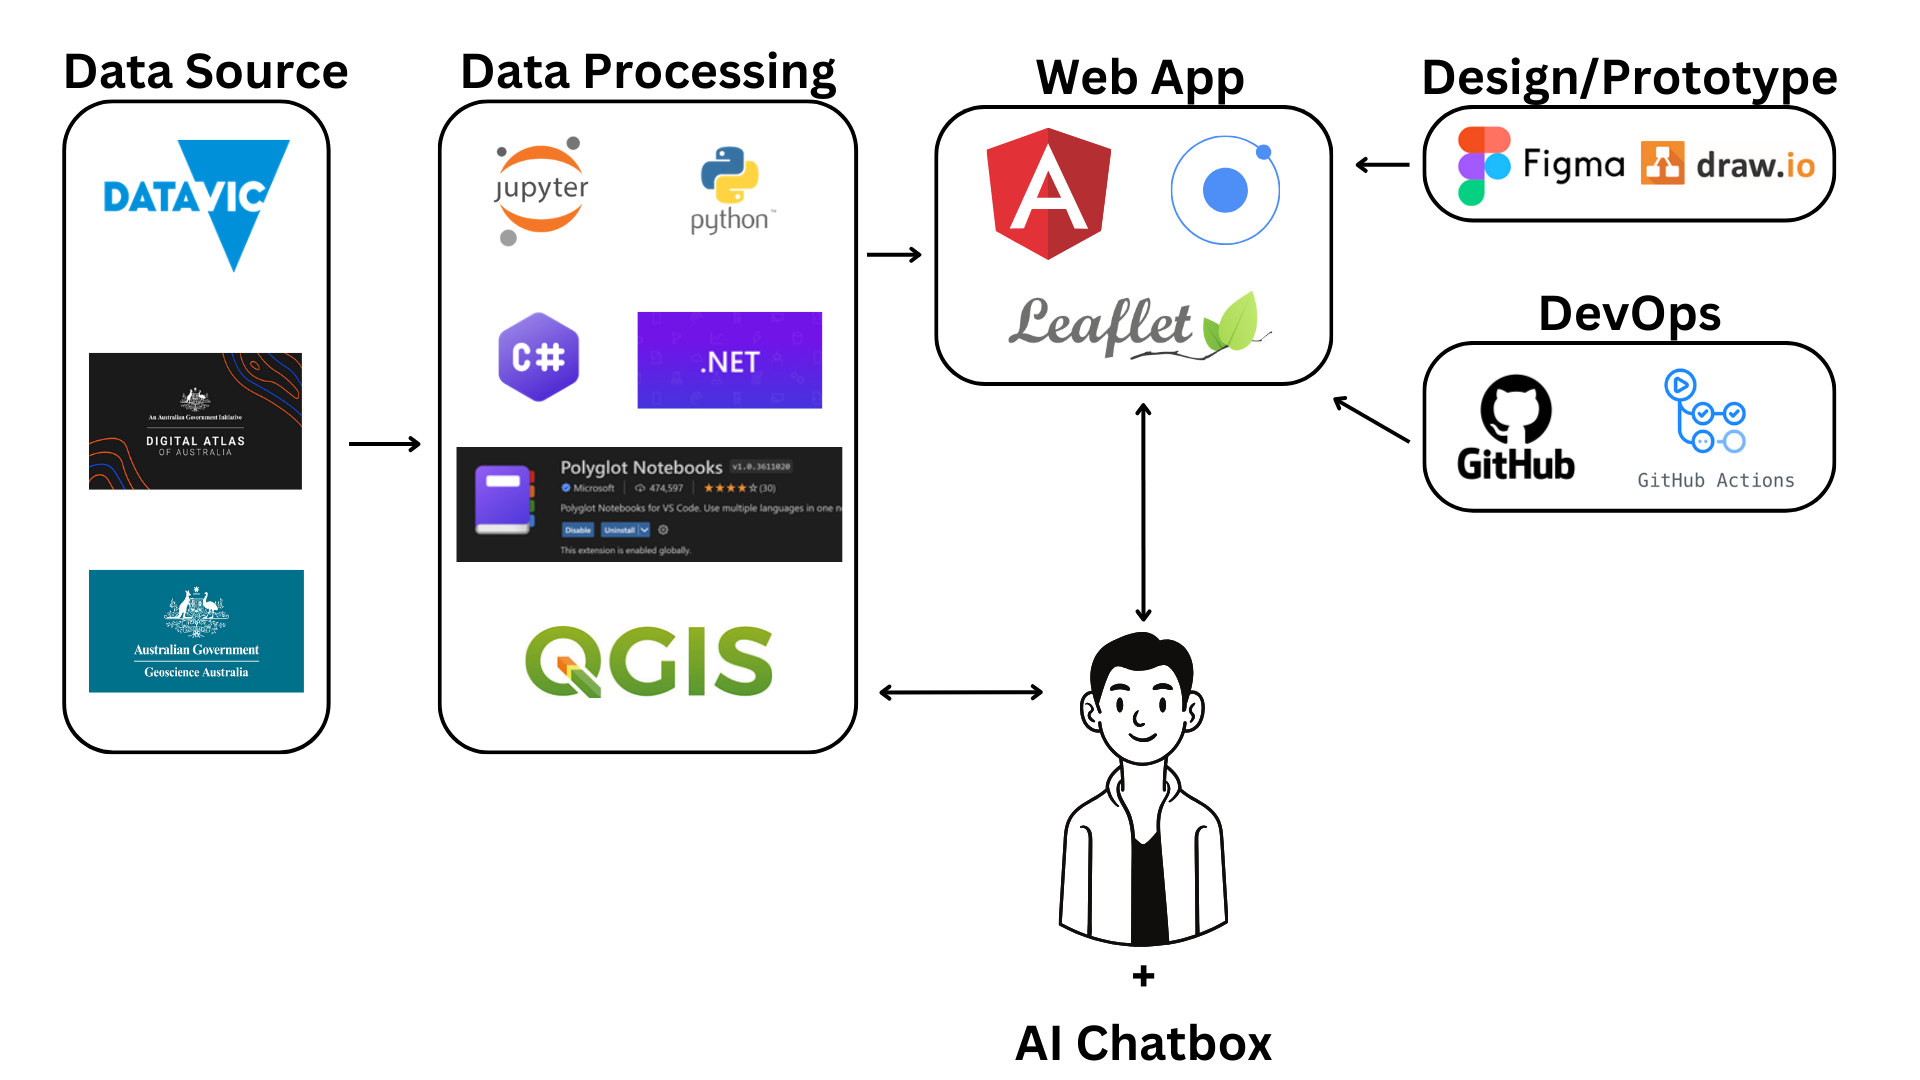 Data Source
DATAVIC
An Australian Government Initiative
DIGITAL ATLAS
OF AUSTRALIA
Australian Government
Geoscience Australia
Data Processing
jupyter
python™
C#
.NET
Polyglot Notebooks v1.0.3611020
Microsoft | 474,597 | ★★★★☆ (30)
Polyglot Notebooks for VS Code. Use multiple languages in one n
Disable Uninstall
This extension is enabled globally.
QGIS
Web App
A
Leaflet
Design/Prototype
Figma draw.io
DevOps
GitHub
GitHub Actions
+
AI Chatbox